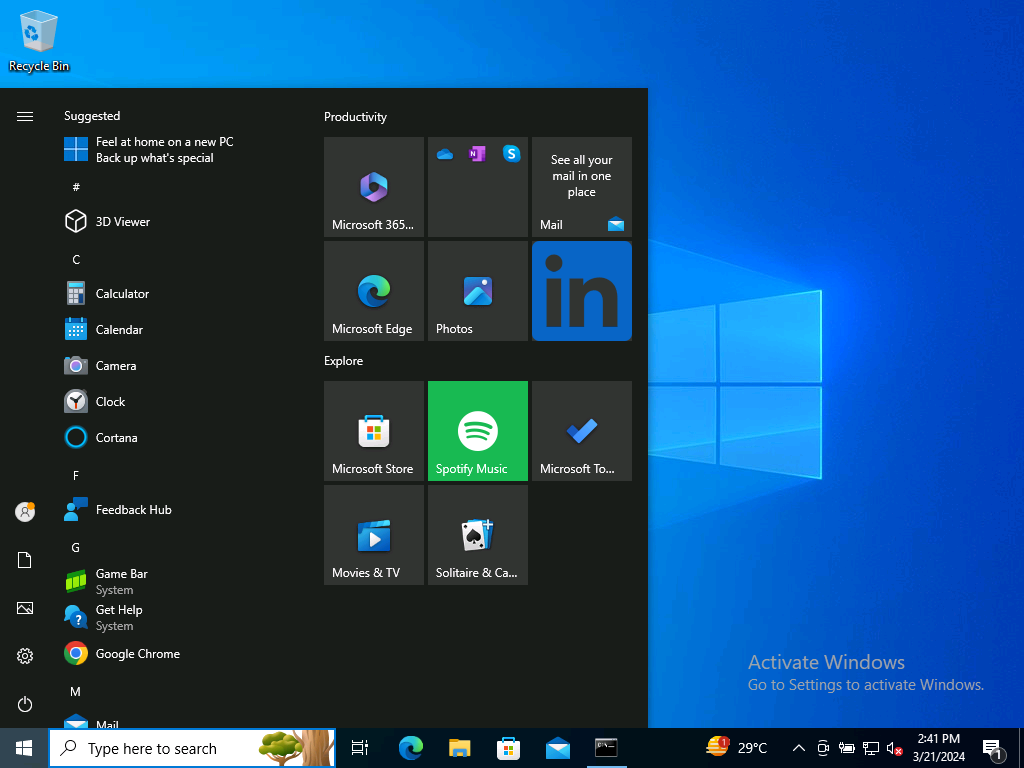 Recycle Bin
Suggested
Feel at home on a new PC
Back up what's special
#
3D Viewer
C
Calculator
Calendar
Camera
Clock
Cortana
F
Feedback Hub
G
Game Bar
System
Get Help
System
Google Chrome
M
Mail
Productivity
Microsoft 365...
N
S
See all your
mail in one
place
Mail
Microsoft Edge
Photos
in
Explore
Microsoft Store
Spotify Music
Microsoft To...
Movies & TV
Solitaire & Ca...
Activate Windows
Go to Settings to activate Windows.
Type here to search
1
29°C
2:41 PM
3/21/2024
1